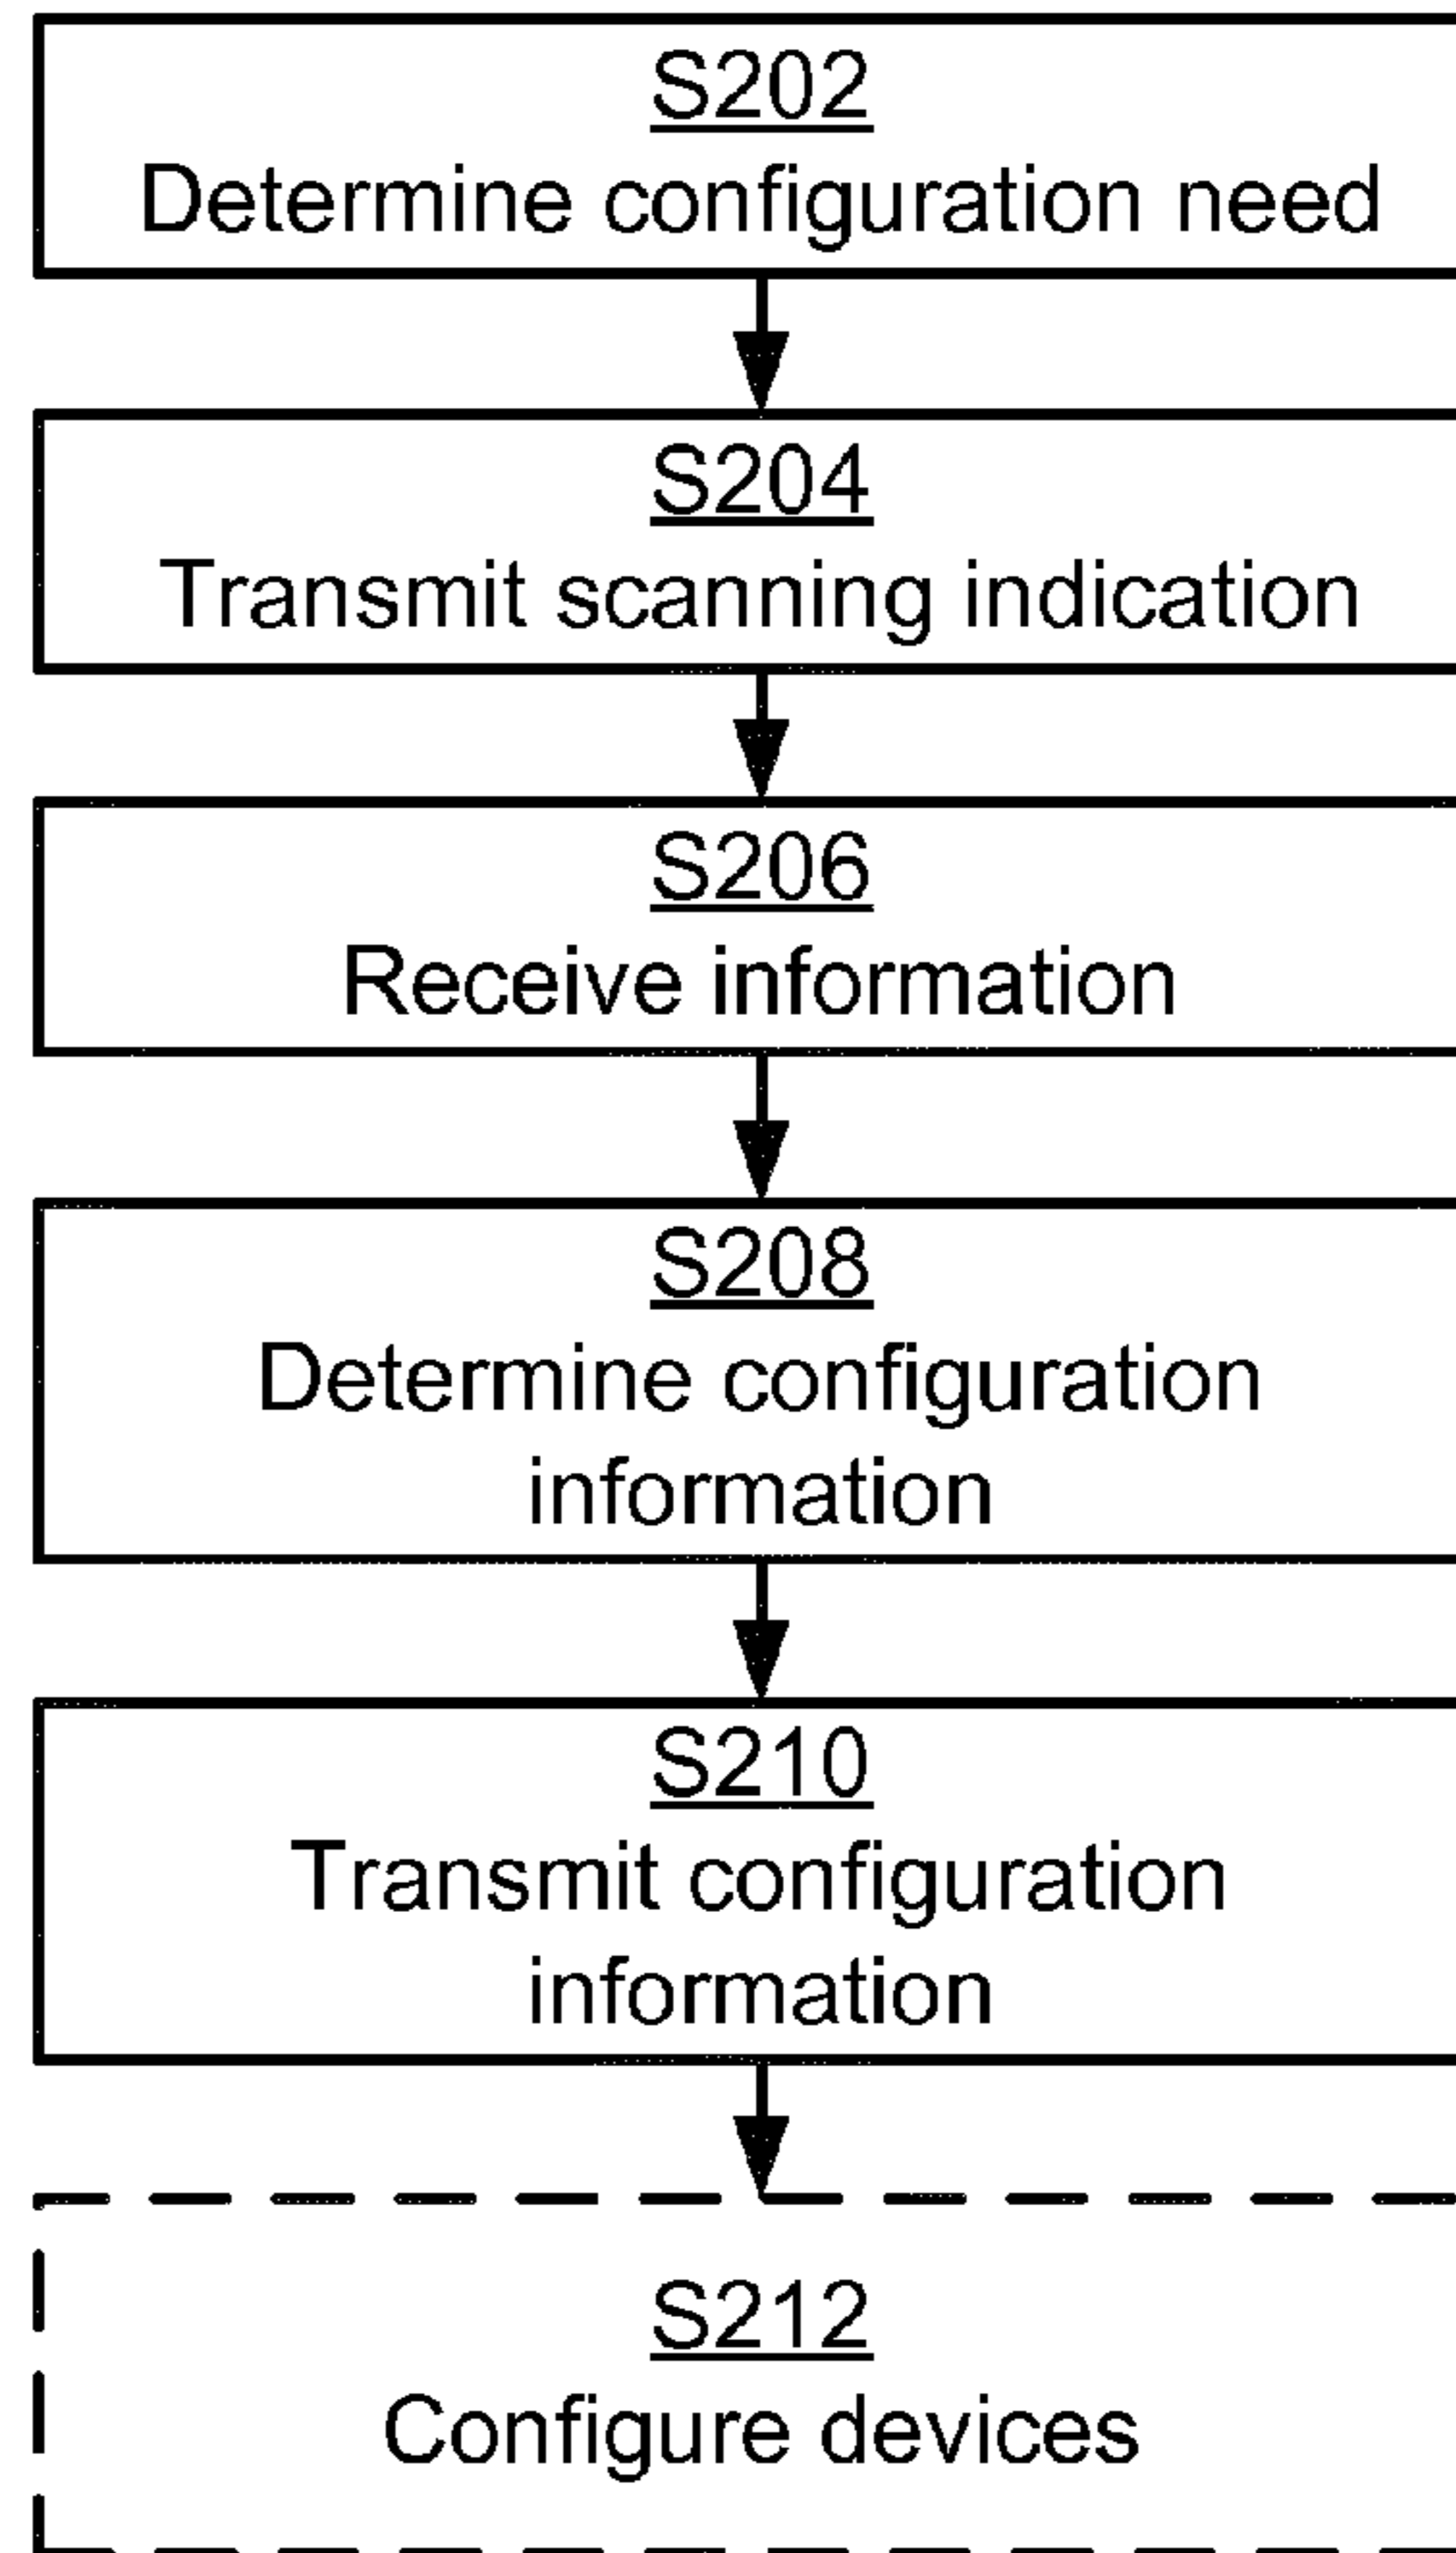 S202
Determine configuration need
S204
Transmit scanning indication
S206
Receive information
S208
Determine configuration
information
S210
Transmit configuration
information
S212
Configure devices